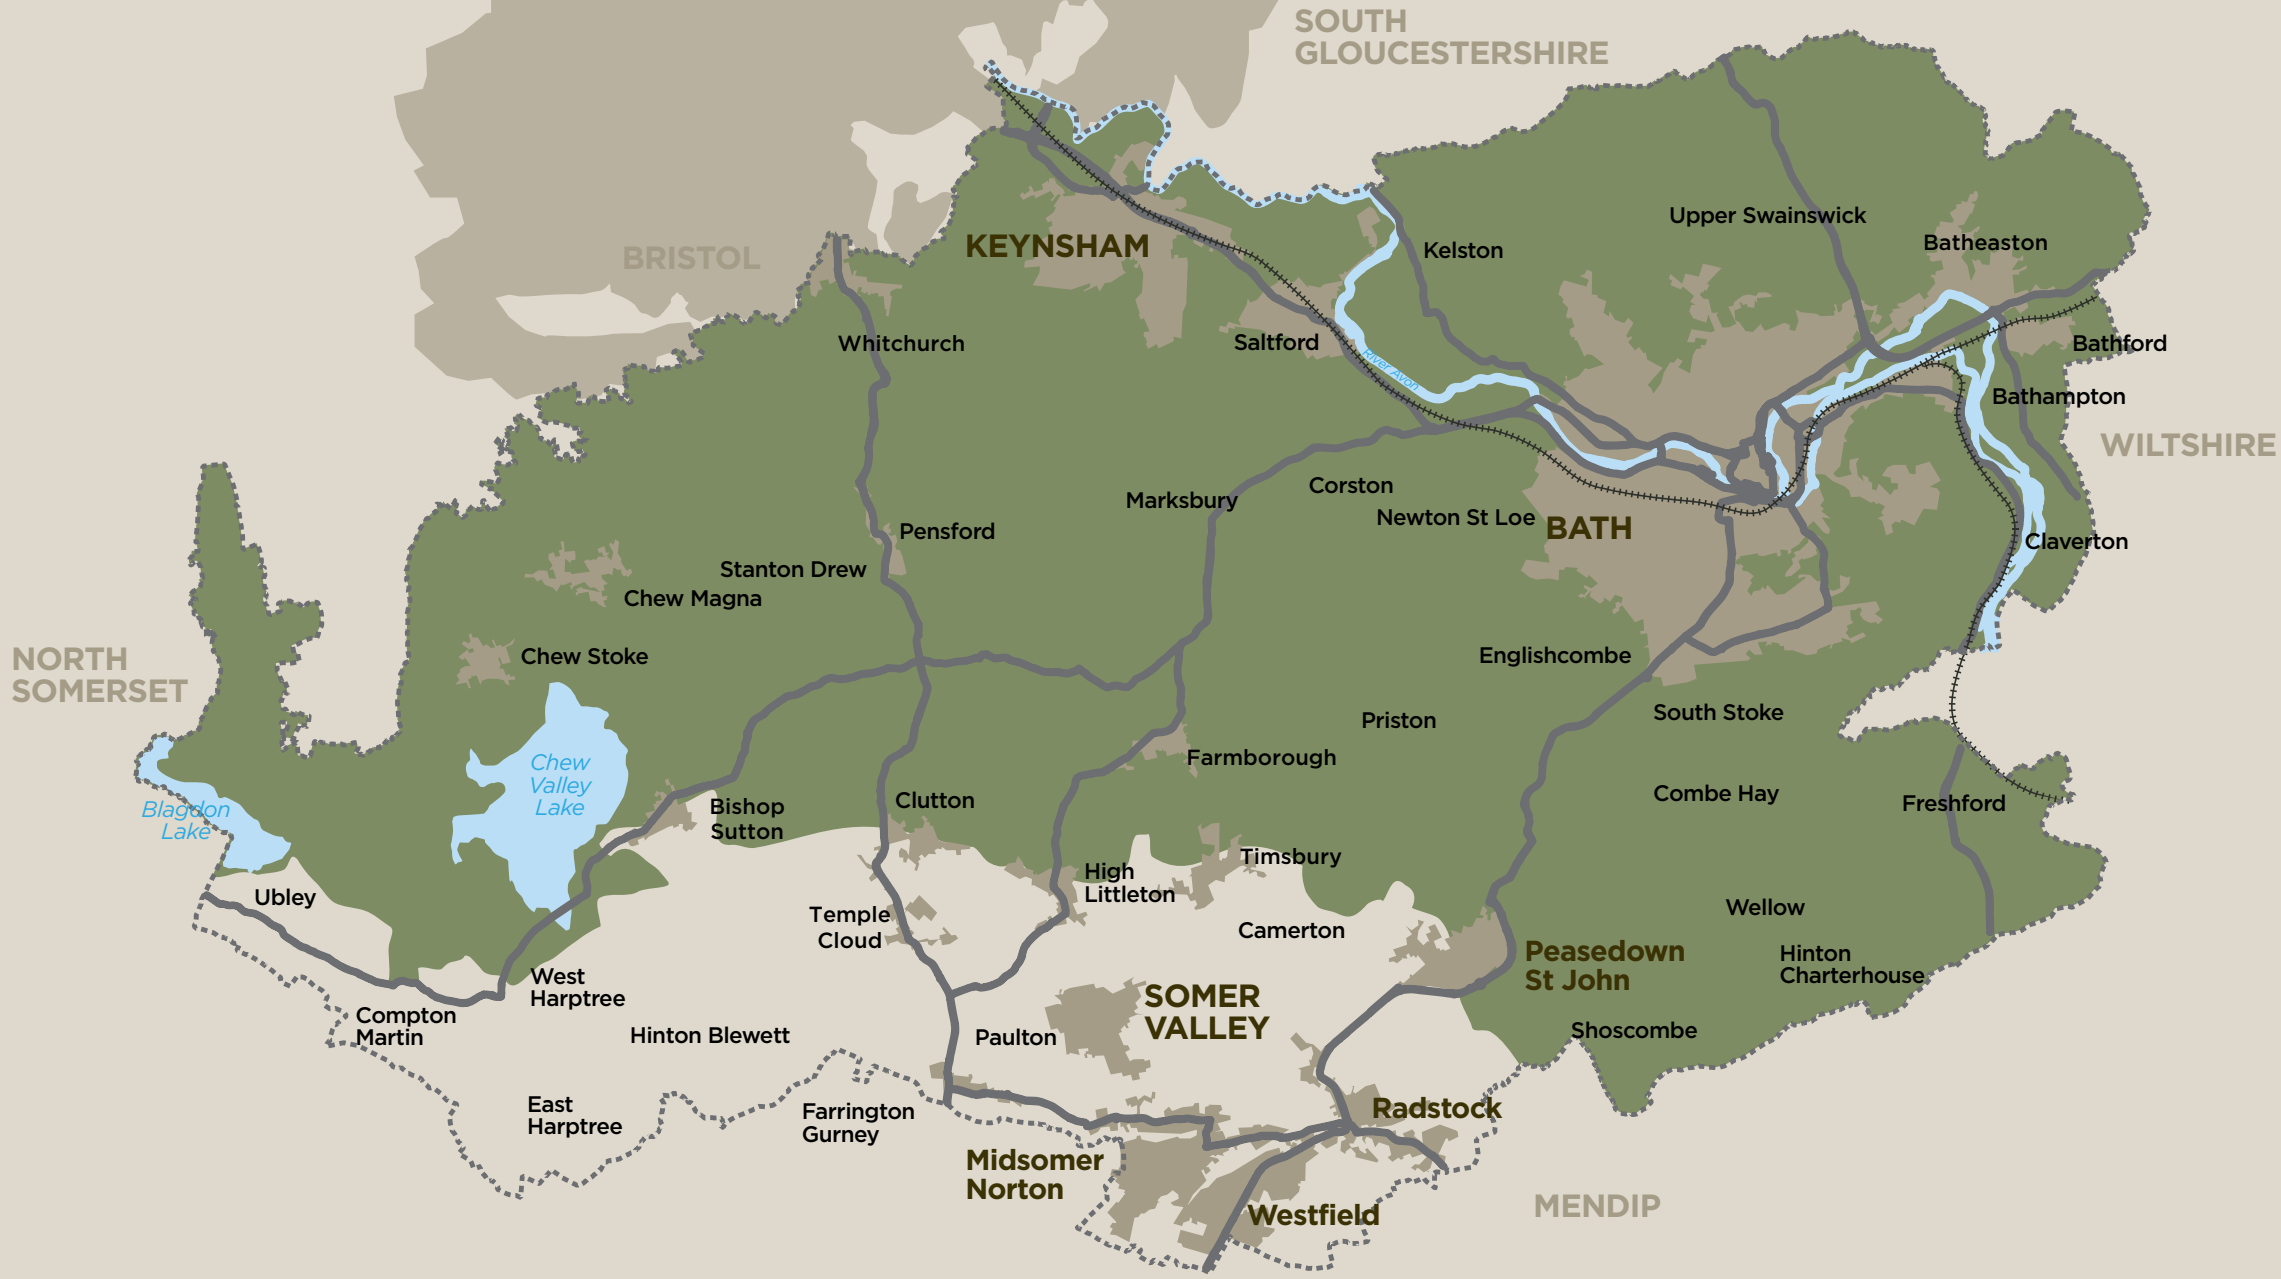 SOUTH
GLOUCESTERSHIRE
Upper Swainswick
Batheaston
KEYNSHAM
Kelston
BRISTOL
Whitchurch
Saltford
Bathford
River Avon
Bathampton
WILTSHIRE
Corston
Marksbury
Newton St Loe
BATH
Pensford
Claverton
Stanton Drew
Chew Magna
NORTH
SOMERSET
Chew Stoke
Englishcombe
South Stoke
Priston
Farmborough
Chew
Valley
Lake
Blagdon
Lake
Bishop
Sutton
Clutton
Combe Hay
Freshford
Timsbury
High
Littleton
Ubley
Temple
Cloud
Camerton
Wellow
Hinton
Charterhouse
Peasedown
St John
West
Harptree
SOMER
VALLEY
Compton
Martin
Hinton Blewett
Paulton
Shoscombe
East
Harptree
Farrington
Gurney
Radstock
Midsomer
Norton
Westfield
MENDIP